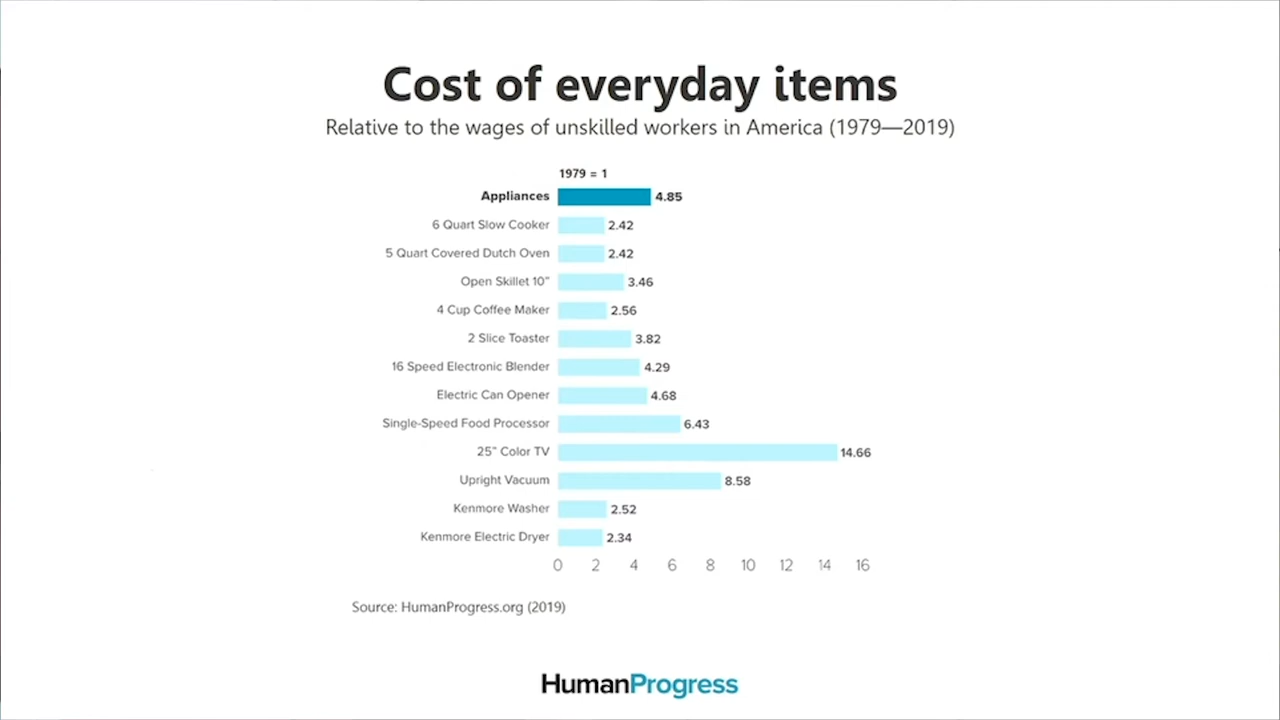 Cost of everyday items
Relative to the wages of unskilled workers in America (1979—2019)
1979 = 1
Appliances 4.85
6 Quart Slow Cooker 2.42
5 Quart Covered Dutch Oven 2.42
Open Skillet 10” 3.46
4 Cup Coffee Maker 2.56
2 Slice Toaster 3.82
16 Speed Electronic Blender 4.29
Electric Can Opener 4.68
Single-Speed Food Processor 6.43
25” Color TV 14.66
Upright Vacuum 8.58
Kenmore Washer 2.52
Kenmore Electric Dryer 2.34
0 2 4 6 8 10 12 14 16
Source: HumanProgress.org (2019)
HumanProgress